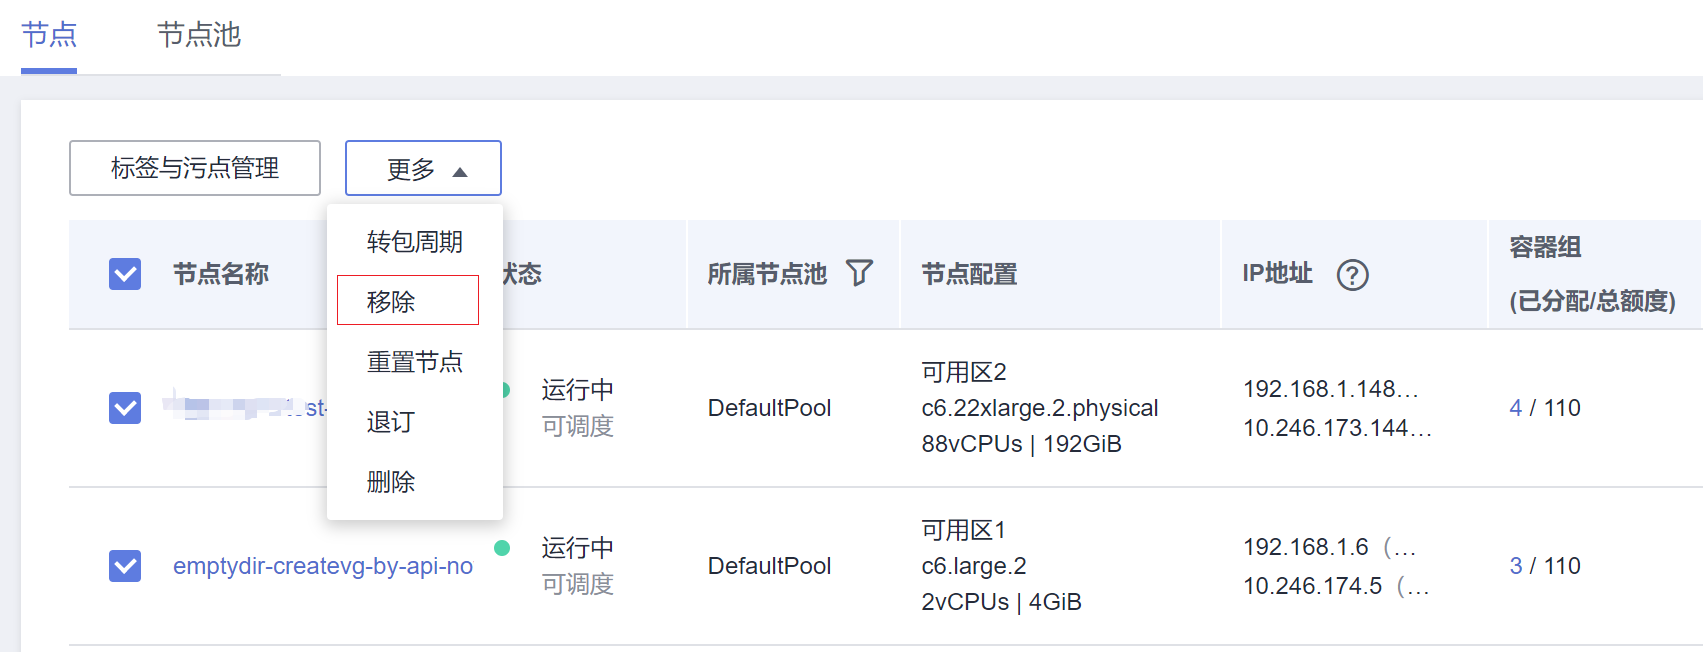 节点
节点池
标签与污点管理
更多
转包周期
移除
重置节点
退订
删除
节点名称
状态
所属节点池
节点配置
IP地址
容器组
(已分配/总额度)
运行中
可调度
DefaultPool
可用区2
c6.22xlarge.2.physical
88vCPUs | 192GiB
192.168.1.148...
10.246.173.144...
4 / 110
emptydir-createvg-by-api-no
运行中
可调度
DefaultPool
可用区1
c6.large.2
2vCPUs | 4GiB
192.168.1.6 (...
10.246.174.5 (...
3 / 110